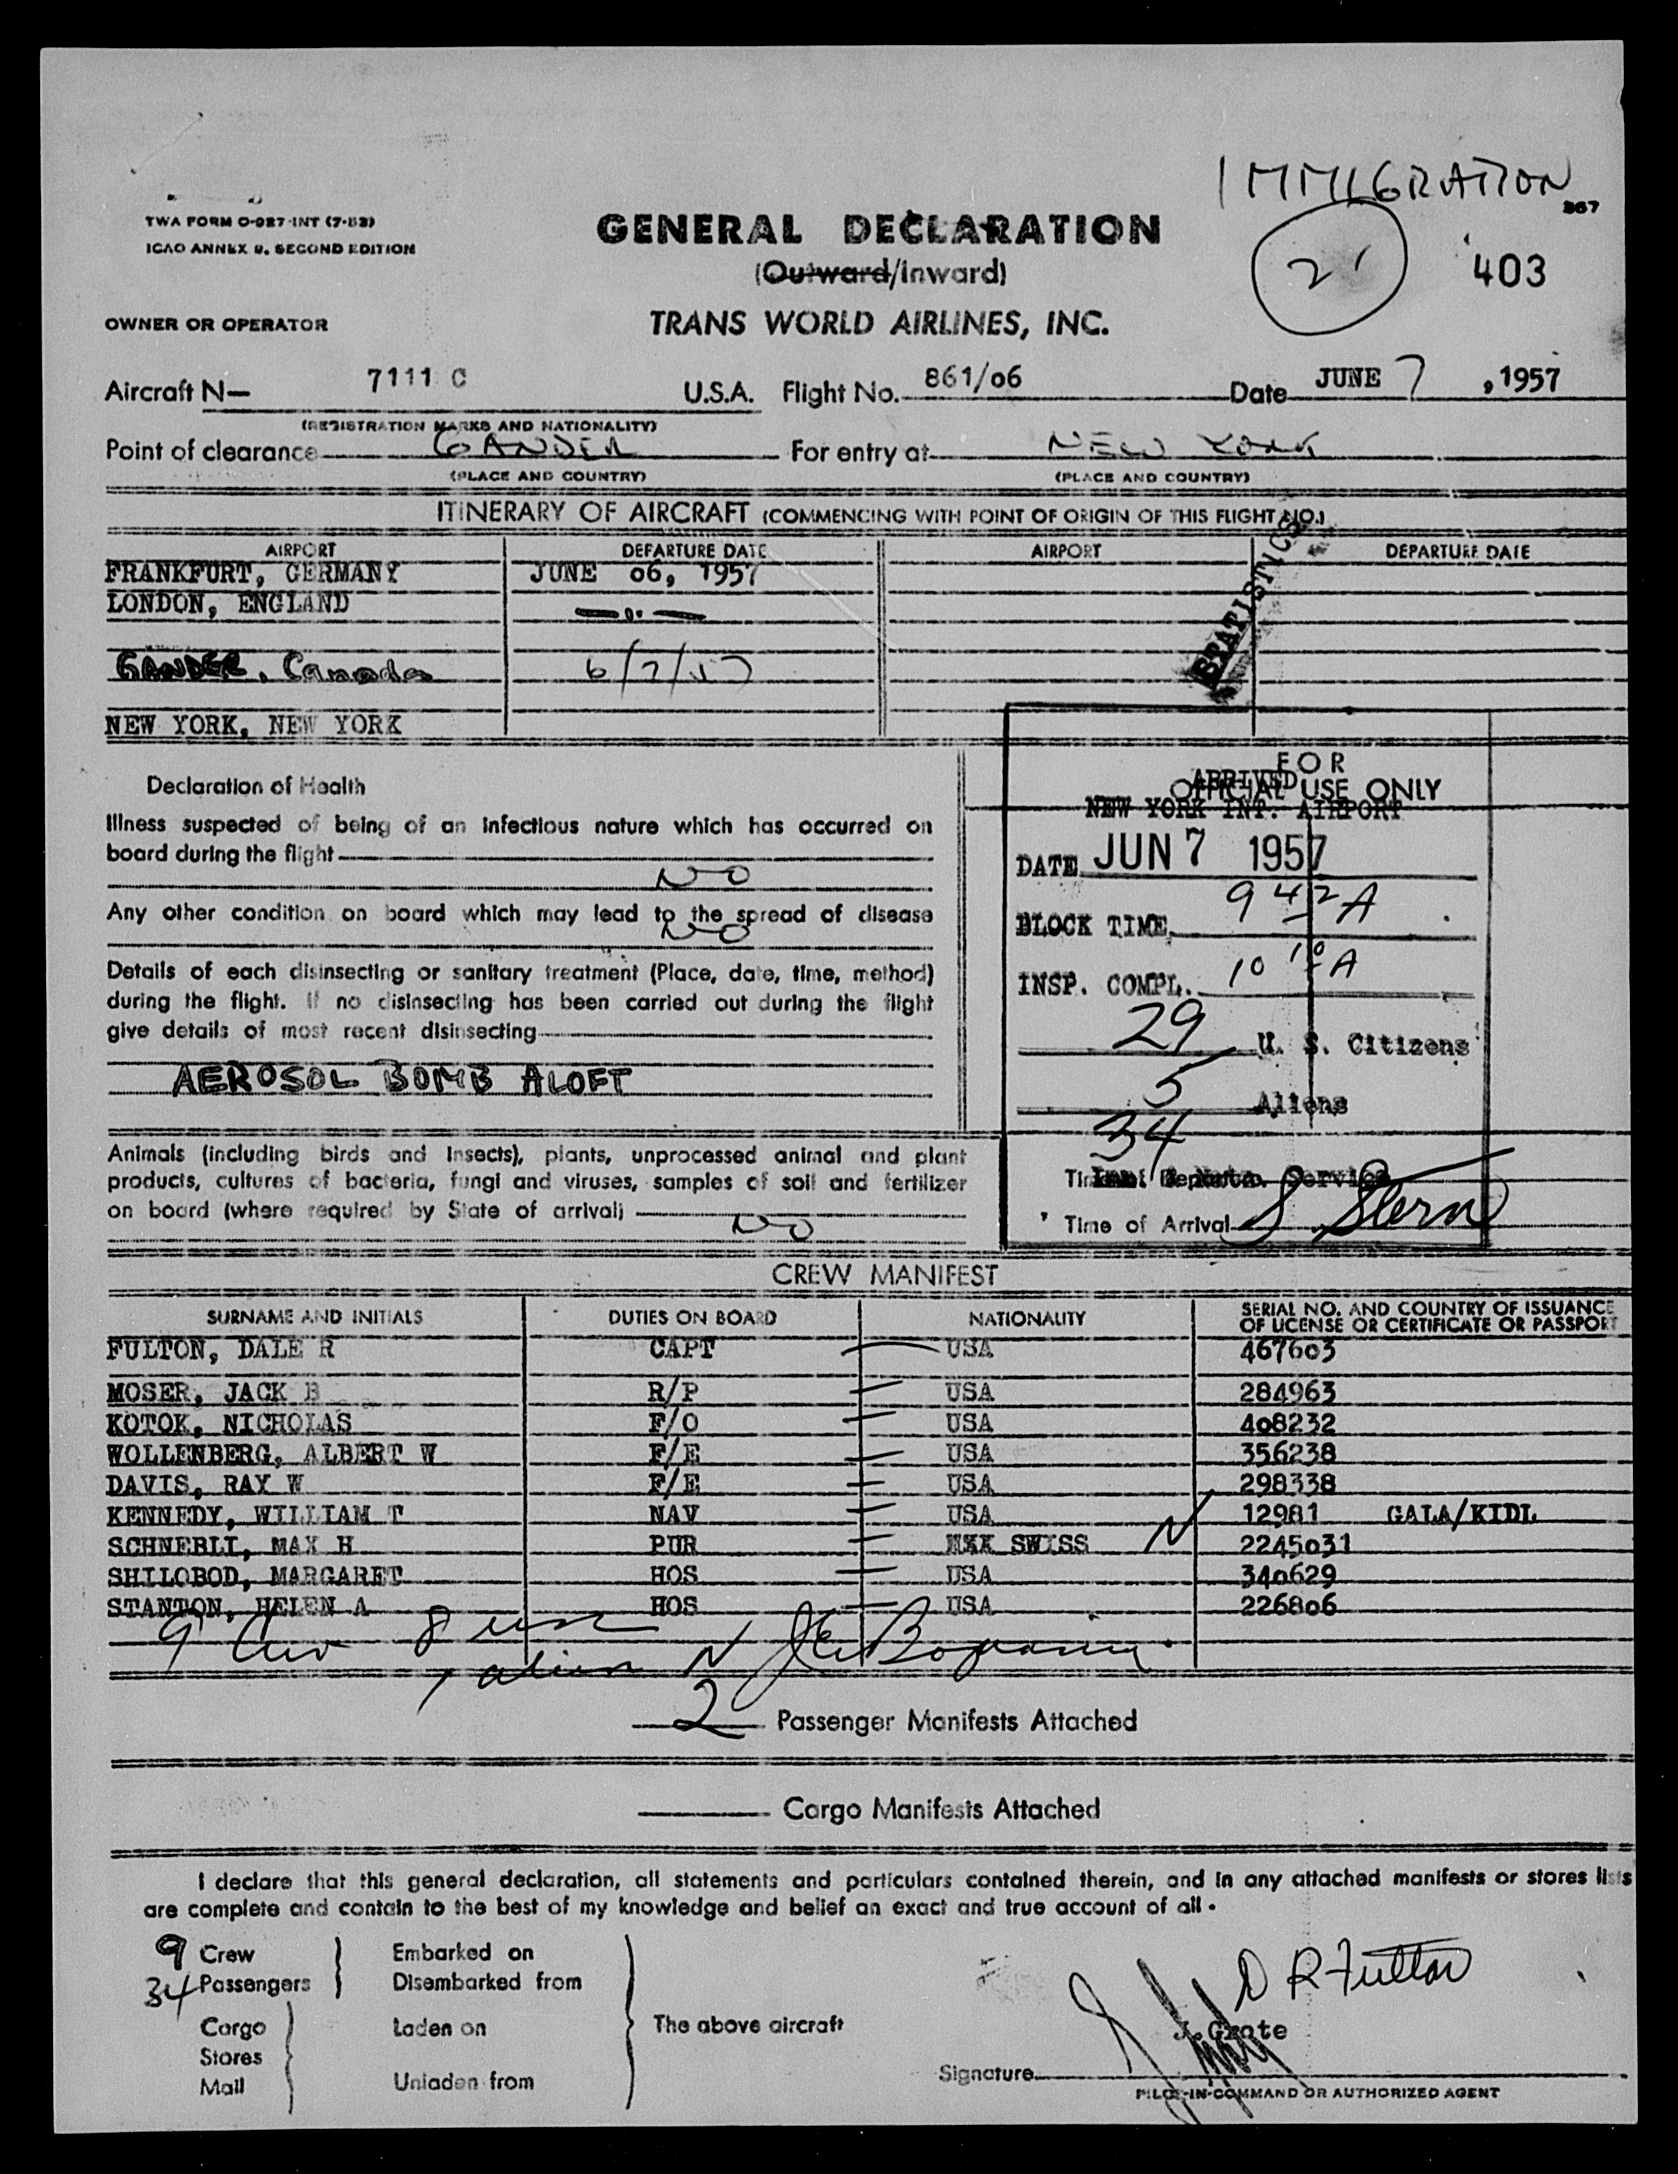 IMMIGRATION
367
TWA FORM O-927-INT (7-53)
ICAO ANNEX 9, SECOND EDITION
GENERAL DECLARATION
(Outward/Inward)
2
403
OWNER OR OPERATOR
TRANS WORLD AIRLINES, INC.
Aircraft N— 7111 C U.S.A. Flight No. 861/06 Date JUNE 7, 1957
(REGISTRATION MARKS AND NATIONALITY)
Point of clearance GANDER For entry at NEW YORK
(PLACE AND COUNTRY) (PLACE AND COUNTRY)
ITINERARY OF AIRCRAFT (COMMENCING WITH POINT OF ORIGIN OF THIS FLIGHT NO.)
AIRPORT DEPARTURE DATE AIRPORT DEPARTURE DATE
FRANKFURT, GERMANY JUNE 06, 1957
LONDON, ENGLAND —"—
STATISTICS
GANDER, Canada 6/7/57
NEW YORK, NEW YORK
FOR
OFFICIAL USE ONLY
ARRIVED
NEW YORK INT. AIRPORT
DATE JUN 7 1957
BLOCK TIME 9 42 A
INSP. COMPL. 10 10 A
29 U. S. Citizens
5 Aliens
34
Imm. & Natz. Service
Time of Arrival S. Stern
Declaration of Health
Illness suspected of being of an infectious nature which has occurred on
board during the flight
NO
Any other condition on board which may lead to the spread of disease
NO
Details of each disinsecting or sanitary treatment (Place, date, time, method)
during the flight. If no disinsecting has been carried out during the flight
give details of most recent disinsecting
AEROSOL BOMB ALOFT
Animals (including birds and insects), plants, unprocessed animal and plant
products, cultures of bacteria, fungi and viruses, samples of soil and fertilizer
on board (where required by State of arrival)
NO
CREW MANIFEST
SURNAME AND INITIALS DUTIES ON BOARD NATIONALITY SERIAL NO. AND COUNTRY OF ISSUANCE
OF LICENSE OR CERTIFICATE OR PASSPORT
FULTON, DALE R CAPT USA 467603
MOSER, JACK B R/P USA 284963
KOTOK, NICHOLAS F/O USA 408232
WOLLENBERG, ALBERT W F/E USA 356238
DAVIS, RAY W F/E USA 298338
KENNEDY, WILLIAM T NAV USA 12981 GALA/KIDL
SCHNEBLI, MAX H PUR SWISS N 2245031
SHILOBOD, MARGARET HOS USA 340629
STANTON, HELEN A HOS USA 226806
9 Crew 8 usc
1 alien N
2 Passenger Manifests Attached
Cargo Manifests Attached
I declare that this general declaration, all statements and particulars contained therein, and in any attached manifests or stores lists
are complete and contain to the best of my knowledge and belief an exact and true account of all.
9 Crew Embarked on
34 Passengers Disembarked from
Cargo Laden on The above aircraft
Stores
Mail Unladen from
D R Fulton
J. Grote
Signature
PILOT-IN-COMMAND OR AUTHORIZED AGENT